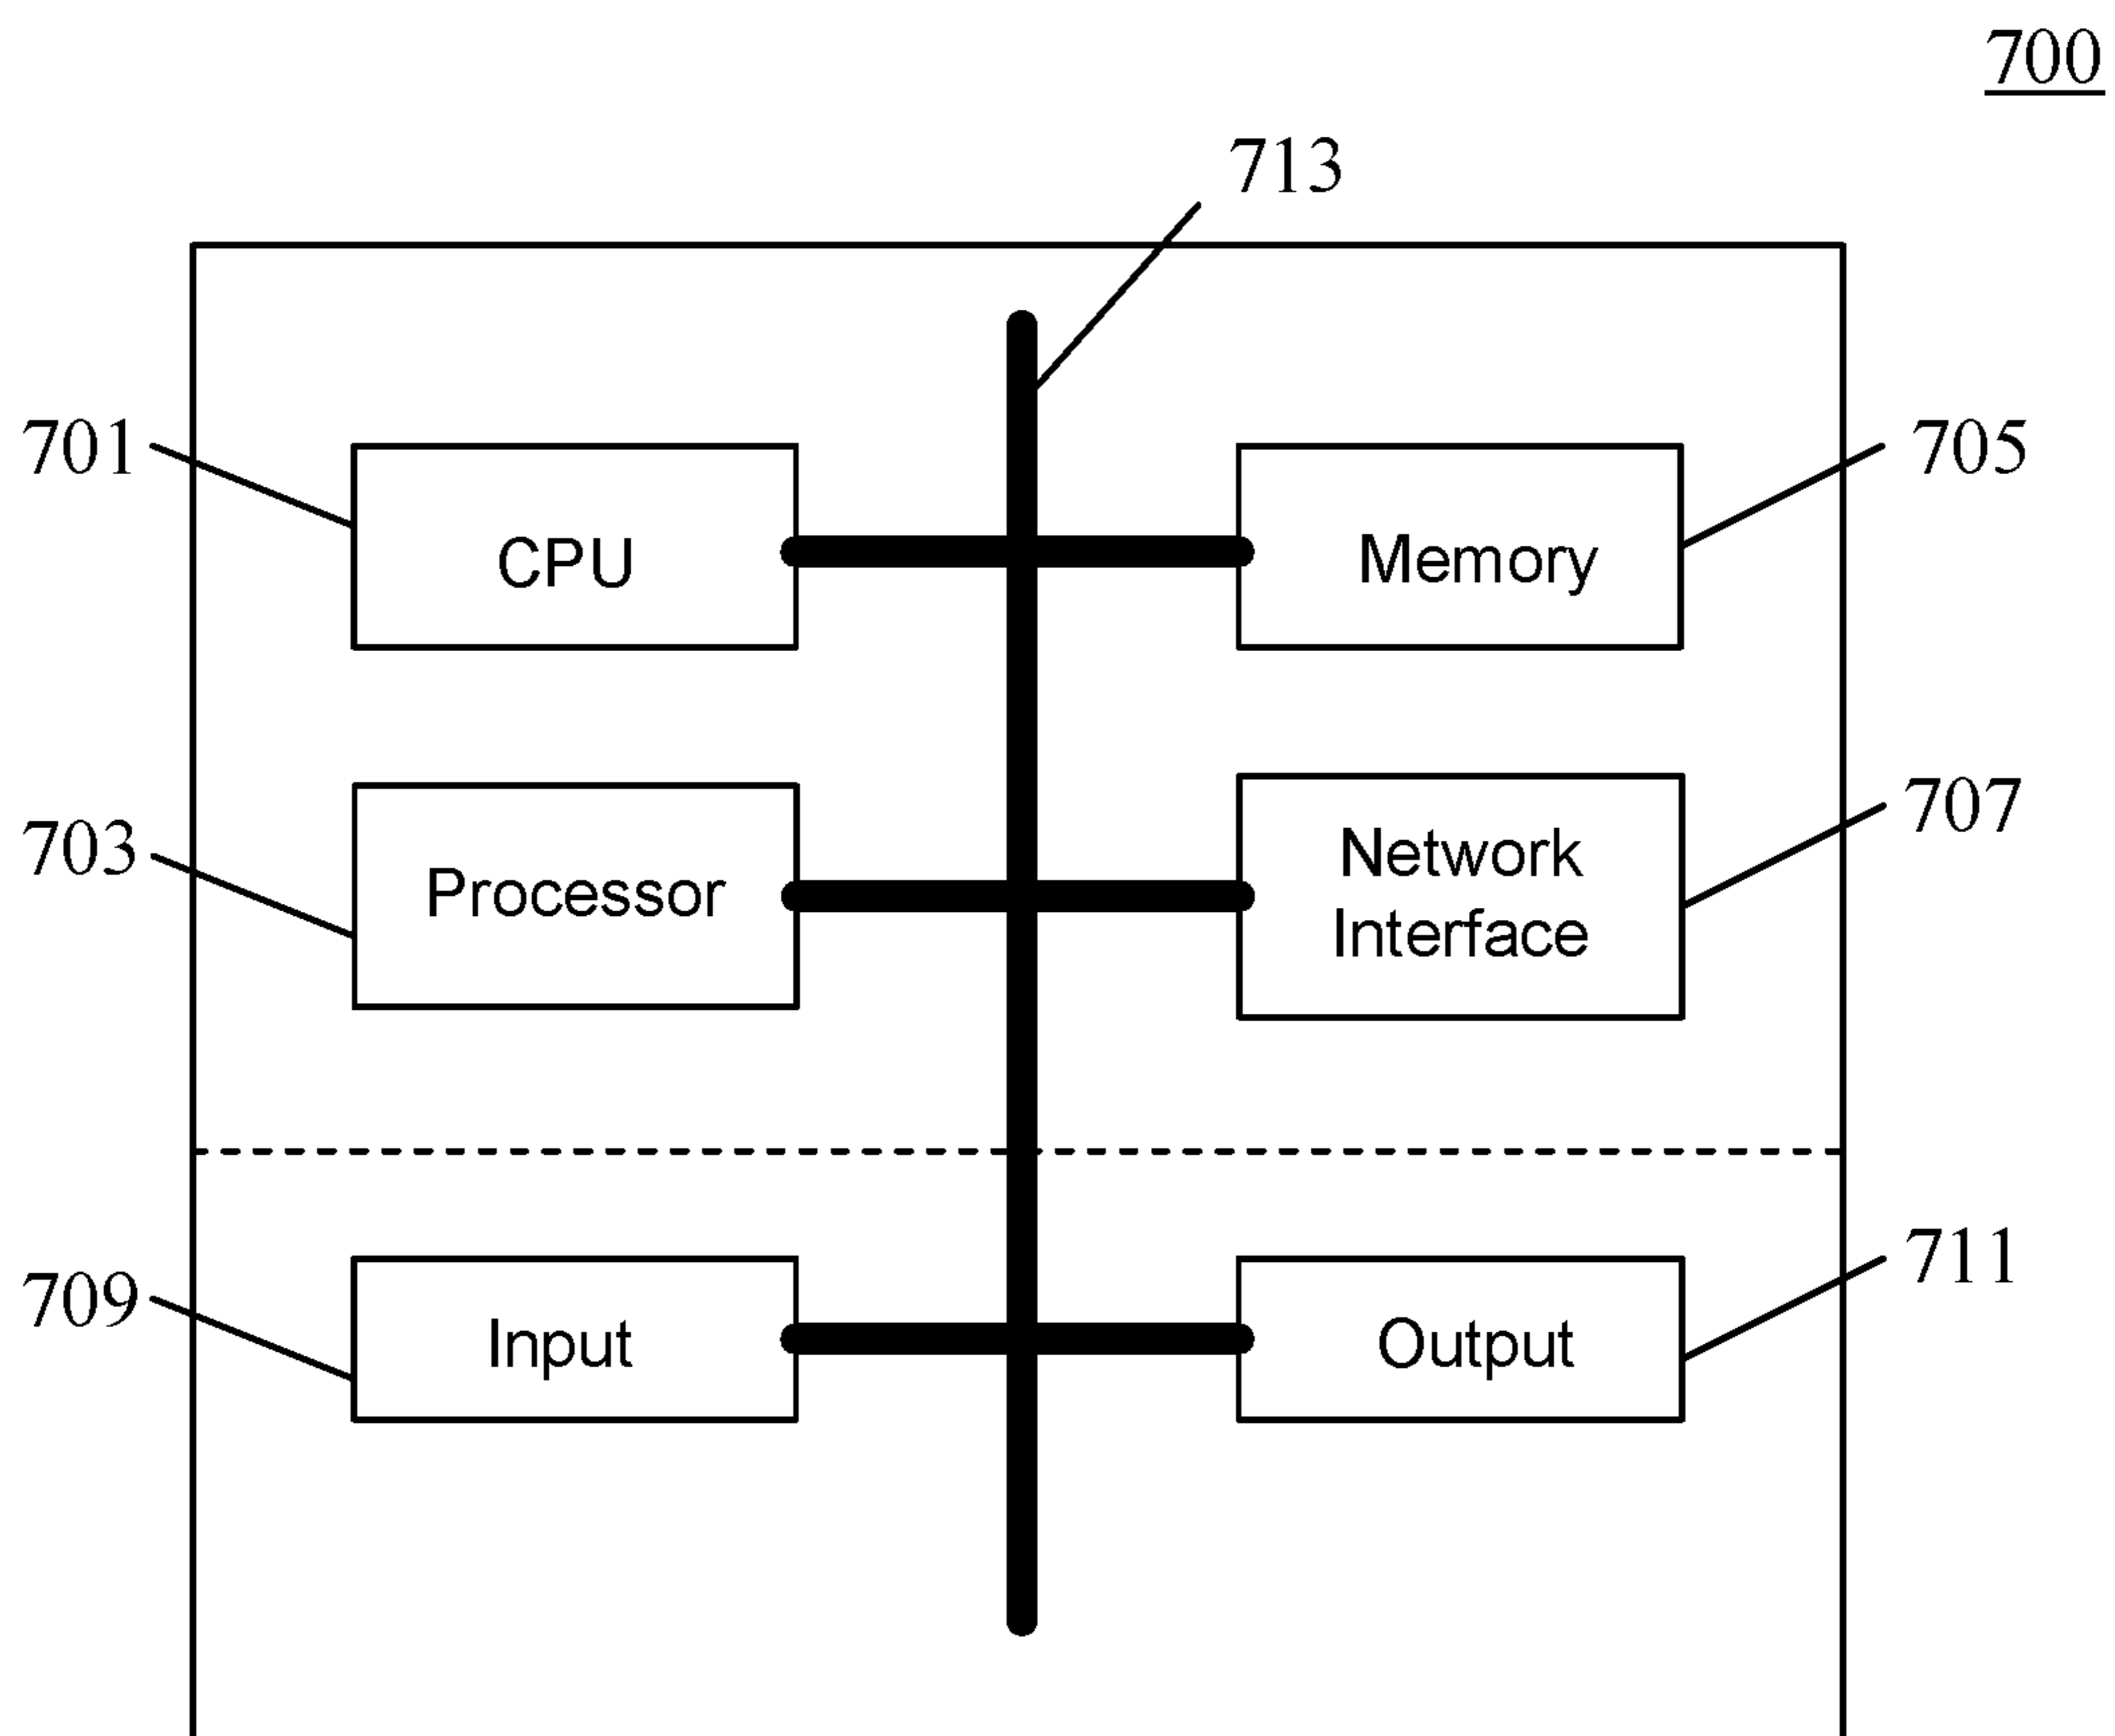 700
713
701
705
CPU
Memory
703
707
Processor
Network
Interface
709
711
Input
Output